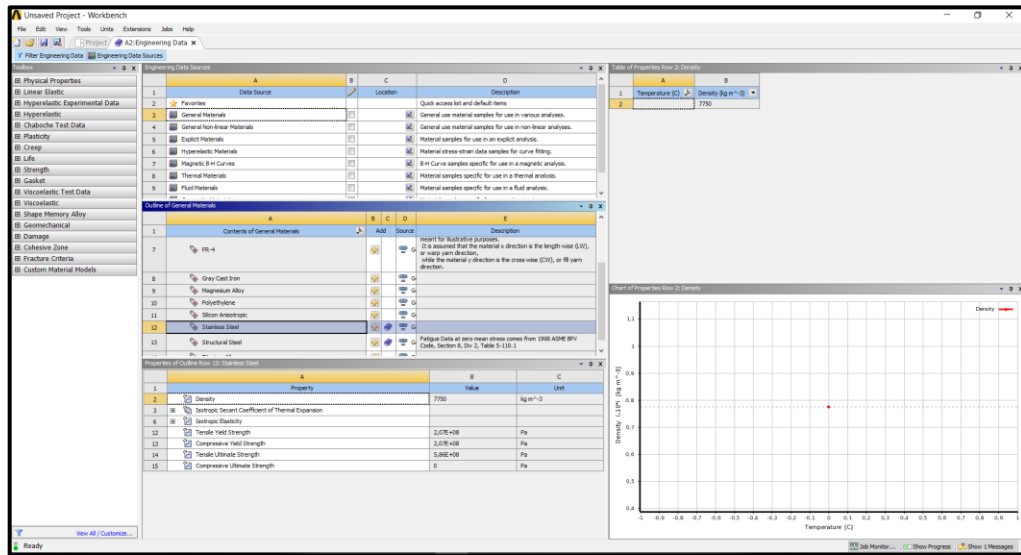 Unsaved Project - Workbench
File Edit View Tools Units Extensions Jobs Help
Project A2:Engineering Data
Filter Engineering Data Engineering Data Sources
Toolbox
Physical Properties
Linear Elastic
Hyperelastic Experimental Data
Hyperelastic
Chaboche Test Data
Plasticity
Creep
Life
Strength
Gasket
Viscoelastic Test Data
Viscoelastic
Shape Memory Alloy
Geomechanical
Damage
Cohesive Zone
Fracture Criteria
Custom Material Models
View All / Customize...
Engineering Data Sources
A B C D
1 Data Source Location Description
2 Favorites Quick access list and default items
3 General Materials General use material samples for use in various analyses.
4 General Non-linear Materials General use material samples for use in non-linear analyses.
5 Explicit Materials Material samples for use in an explicit analysis.
6 Hyperelastic Materials Material stress-strain data samples for curve fitting.
7 Magnetic B-H Curves B-H Curve samples specific for use in a magnetic analysis.
8 Thermal Materials Material samples specific for use in a thermal analysis.
9 Fluid Materials Material samples specific for use in a fluid analysis.
Outline of General Materials
A B C D E
1 Contents of General Materials Add Source Description
meant for illustrative purposes.
It is assumed that the material x direction is the length-wise (LW),
7 FR-4 G or warp yarn direction,
while the material y direction is the cross-wise (CW), or fill yarn
direction.
8 Gray Cast Iron G
9 Magnesium Alloy G
10 Polyethylene G
11 Silicon Anisotropic G
12 Stainless Steel G
13 Structural Steel G Fatigue Data at zero mean stress comes from 1998 ASME BPV
Code, Section 8, Div 2, Table 5-110.1
Properties of Outline Row 12: Stainless Steel
A B C
1 Property Value Unit
2 Density 7750 kg m^-3
3 Isotropic Secant Coefficient of Thermal Expansion
6 Isotropic Elasticity
12 Tensile Yield Strength 2,07E+08 Pa
13 Compressive Yield Strength 2,07E+08 Pa
14 Tensile Ultimate Strength 5,86E+08 Pa
15 Compressive Ultimate Strength 0 Pa
Table of Properties Row 2: Density
A B
1 Temperature (C) Density (kg m^-3)
2 7750
Chart of Properties Row 2: Density
Density
1,1
1
0,9
0,8
0,7
0,6
0,5
0,4
Density (.10⁴) [kg m^-3]
-1 -0,9 -0,8 -0,7 -0,6 -0,5 -0,4 -0,3 -0,2 -0,1 0 0,1 0,2 0,3 0,4 0,5 0,6 0,7 0,8 0,9 1
Temperature [C]
Ready
Job Monitor... Show Progress Show 1 Messages